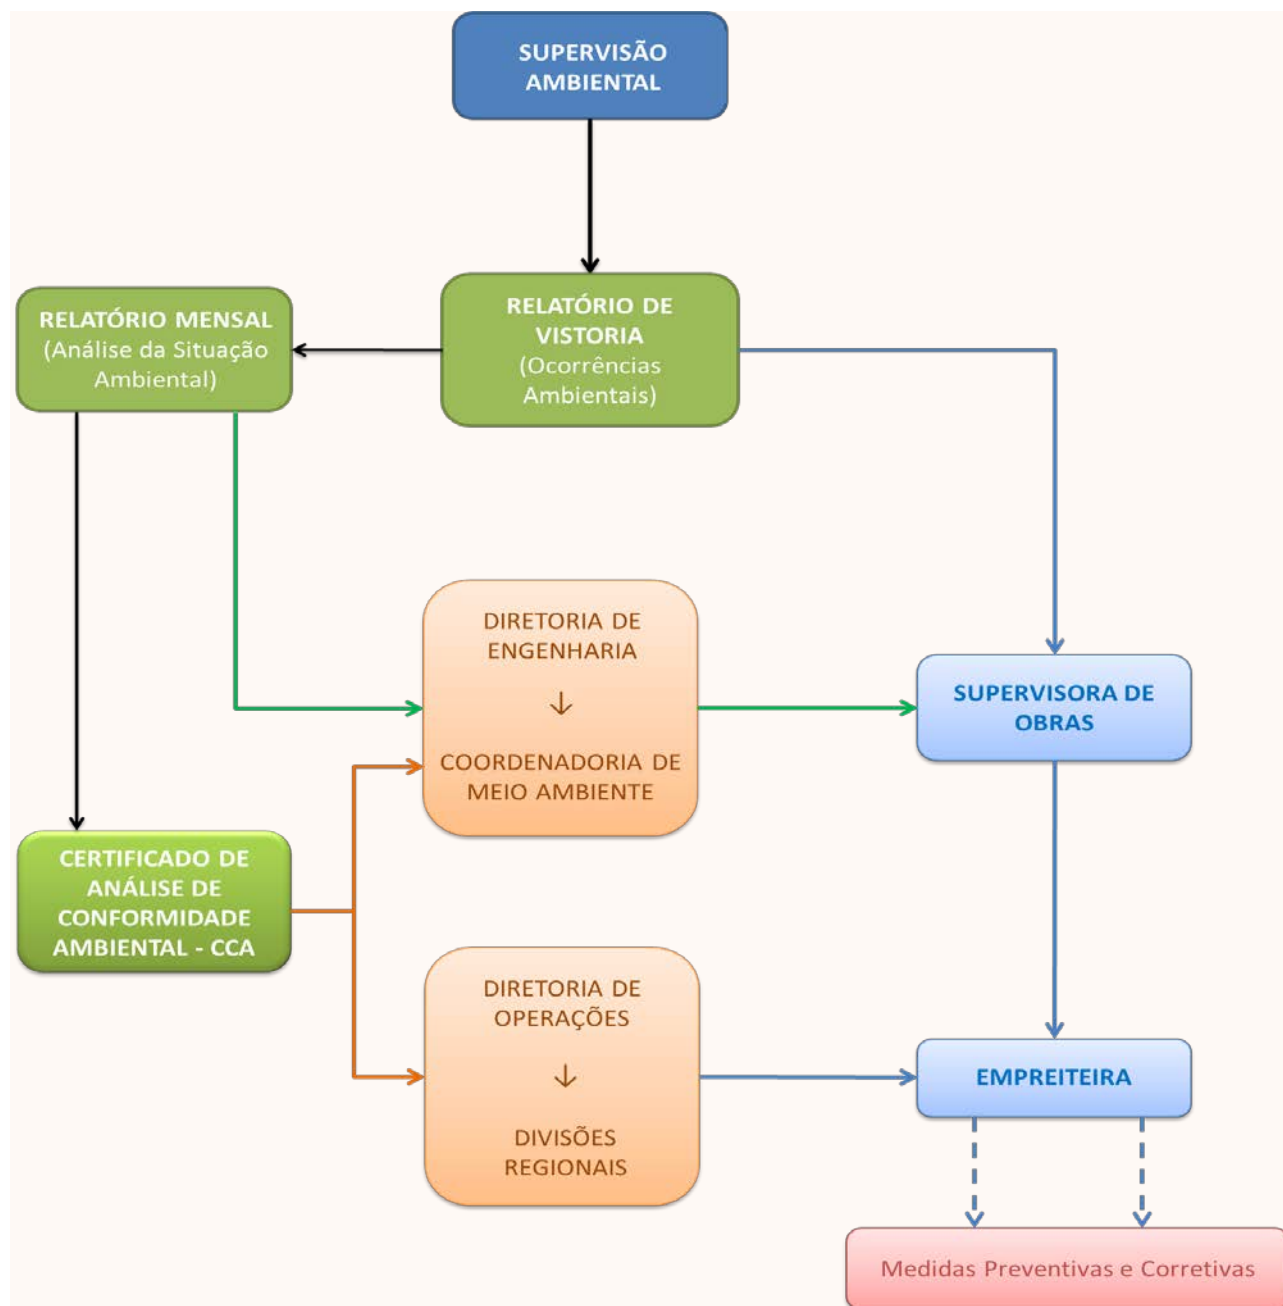 SUPERVISÃO
AMBIENTAL
RELATÓRIO MENSAL
(Análise da Situação
Ambiental)
RELATÓRIO DE
VISTORIA
(Ocorrências
Ambientais)
DIRETORIA DE
ENGENHARIA
COORDENADORIA DE
MEIO AMBIENTE
SUPERVISORA DE
OBRAS
CERTIFICADO DE
ANÁLISE DE
CONFORMIDADE
AMBIENTAL - CCA
DIRETORIA DE
OPERAÇÕES
DIVISÕES
REGIONAIS
EMPREITEIRA
Medidas Preventivas e Corretivas